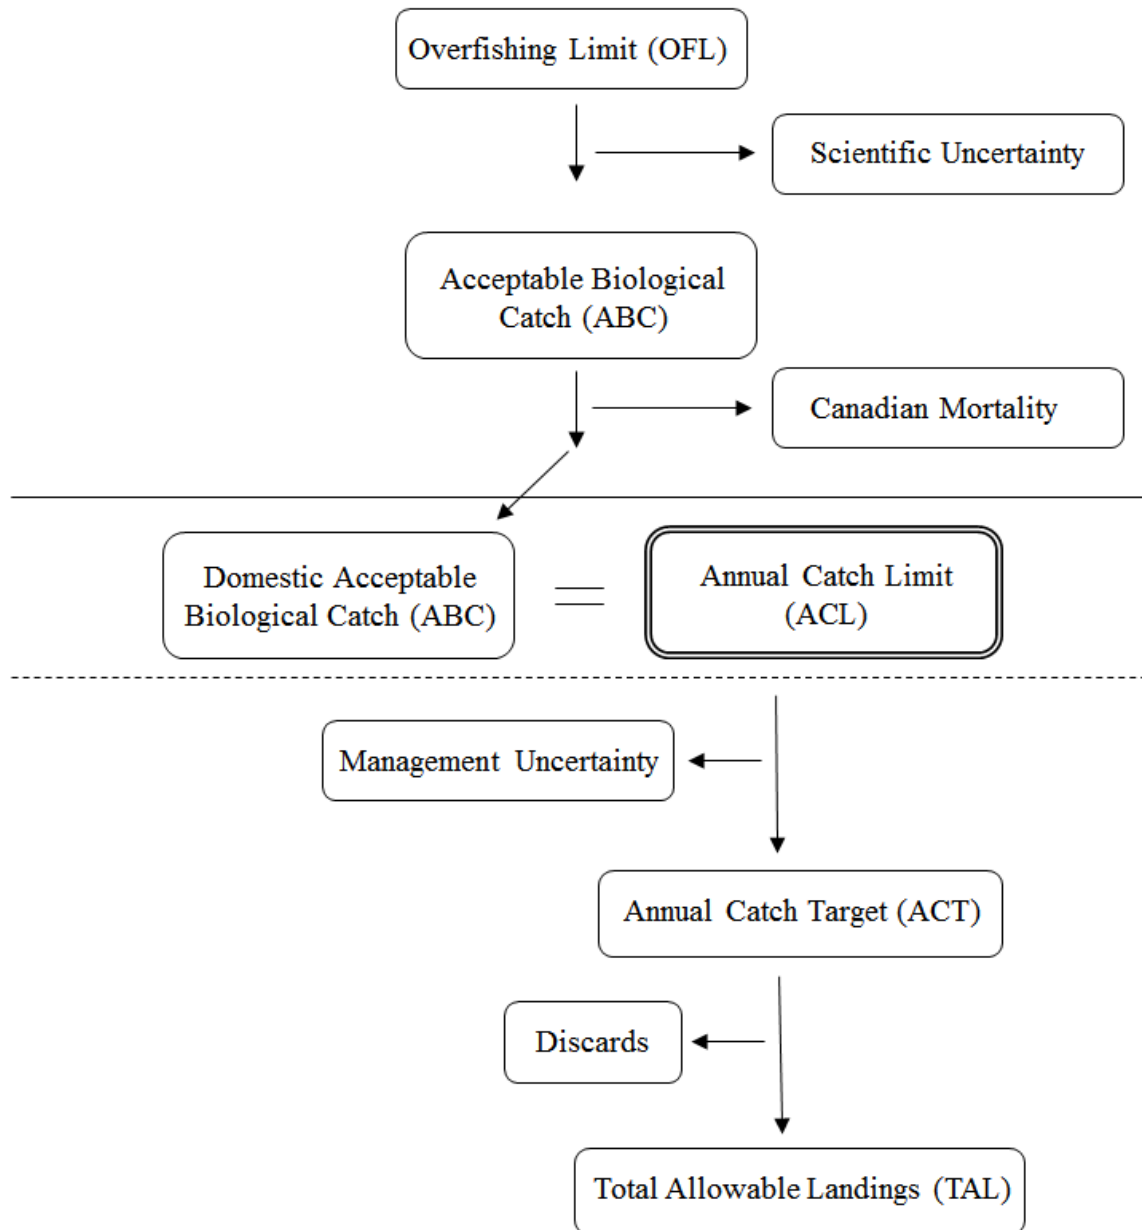 Overfishing Limit (OFL)
Scientific Uncertainty
Acceptable Biological
Catch (ABC)
Canadian Mortality
Domestic Acceptable
Biological Catch (ABC)
=
Annual Catch Limit
(ACL)
Management Uncertainty
Annual Catch Target (ACT)
Discards
Total Allowable Landings (TAL)